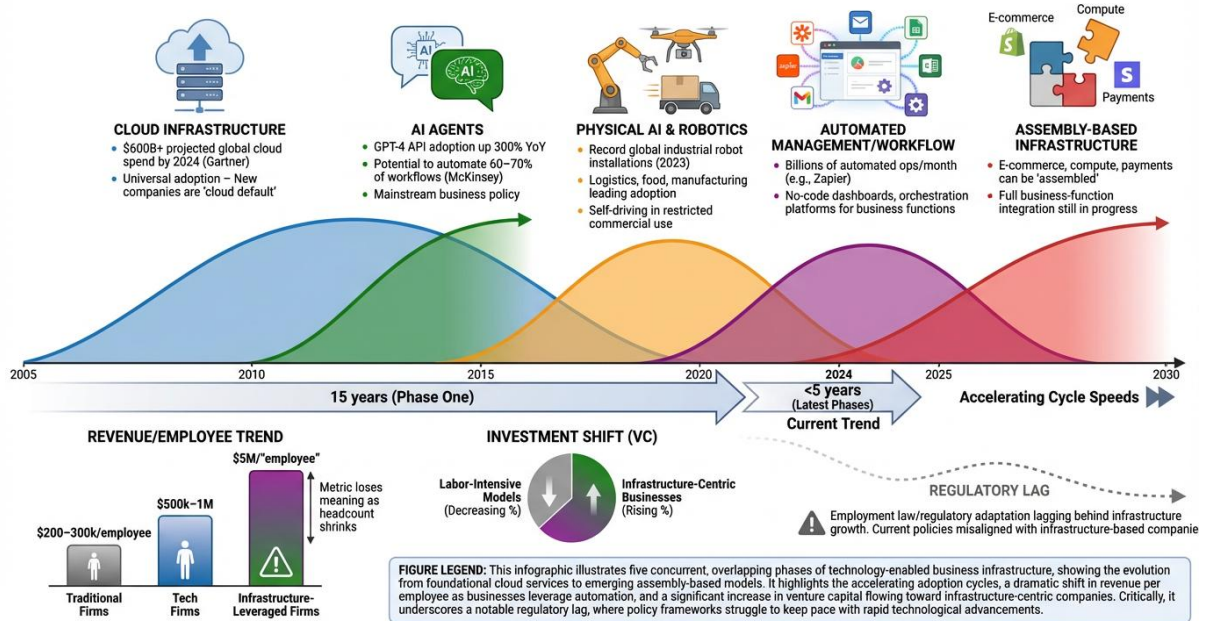 E-commerce
Compute
AI
AI
zapier
S
S
Payments
CLOUD INFRASTRUCTURE
• $600B+ projected global cloud
spend by 2024 (Gartner)
• Universal adoption – New
companies are 'cloud default'
AI AGENTS
• GPT-4 API adoption up 300% YoY
• Potential to automate 60–70%
of workflows (McKinsey)
• Mainstream business policy
PHYSICAL AI & ROBOTICS
• Record global industrial robot
installations (2023)
• Logistics, food, manufacturing
leading adoption
• Self-driving in restricted
commercial use
AUTOMATED
MANAGEMENT/WORKFLOW
• Billions of automated ops/month
(e.g., Zapier)
• No-code dashboards, orchestration
platforms for business functions
ASSEMBLY-BASED
INFRASTRUCTURE
• E-commerce, compute, payments
can be 'assembled'
• Full business-function
integration still in progress
2005
2010
2015
2020
2024
2025
2030
15 years (Phase One)
<5 years
(Latest Phases)
Current Trend
Accelerating Cycle Speeds
REVENUE/EMPLOYEE TREND
$200–300k/employee
$500k–1M
$5M/"employee"
Metric loses
meaning as
headcount
shrinks
Traditional
Firms
Tech
Firms
Infrastructure-
Leveraged Firms
INVESTMENT SHIFT (VC)
Labor-Intensive
Models
(Decreasing %)
Infrastructure-Centric
Businesses
(Rising %)
REGULATORY LAG
Employment law/regulatory adaptation lagging behind infrastructure
growth. Current policies misaligned with infrastructure-based companie
FIGURE LEGEND: This infographic illustrates five concurrent, overlapping phases of technology-enabled business infrastructure, showing the evolution
from foundational cloud services to emerging assembly-based models. It highlights the accelerating adoption cycles, a dramatic shift in revenue per
employee as businesses leverage automation, and a significant increase in venture capital flowing toward infrastructure-centric companies. Critically, it
underscores a notable regulatory lag, where policy frameworks struggle to keep pace with rapid technological advancements.